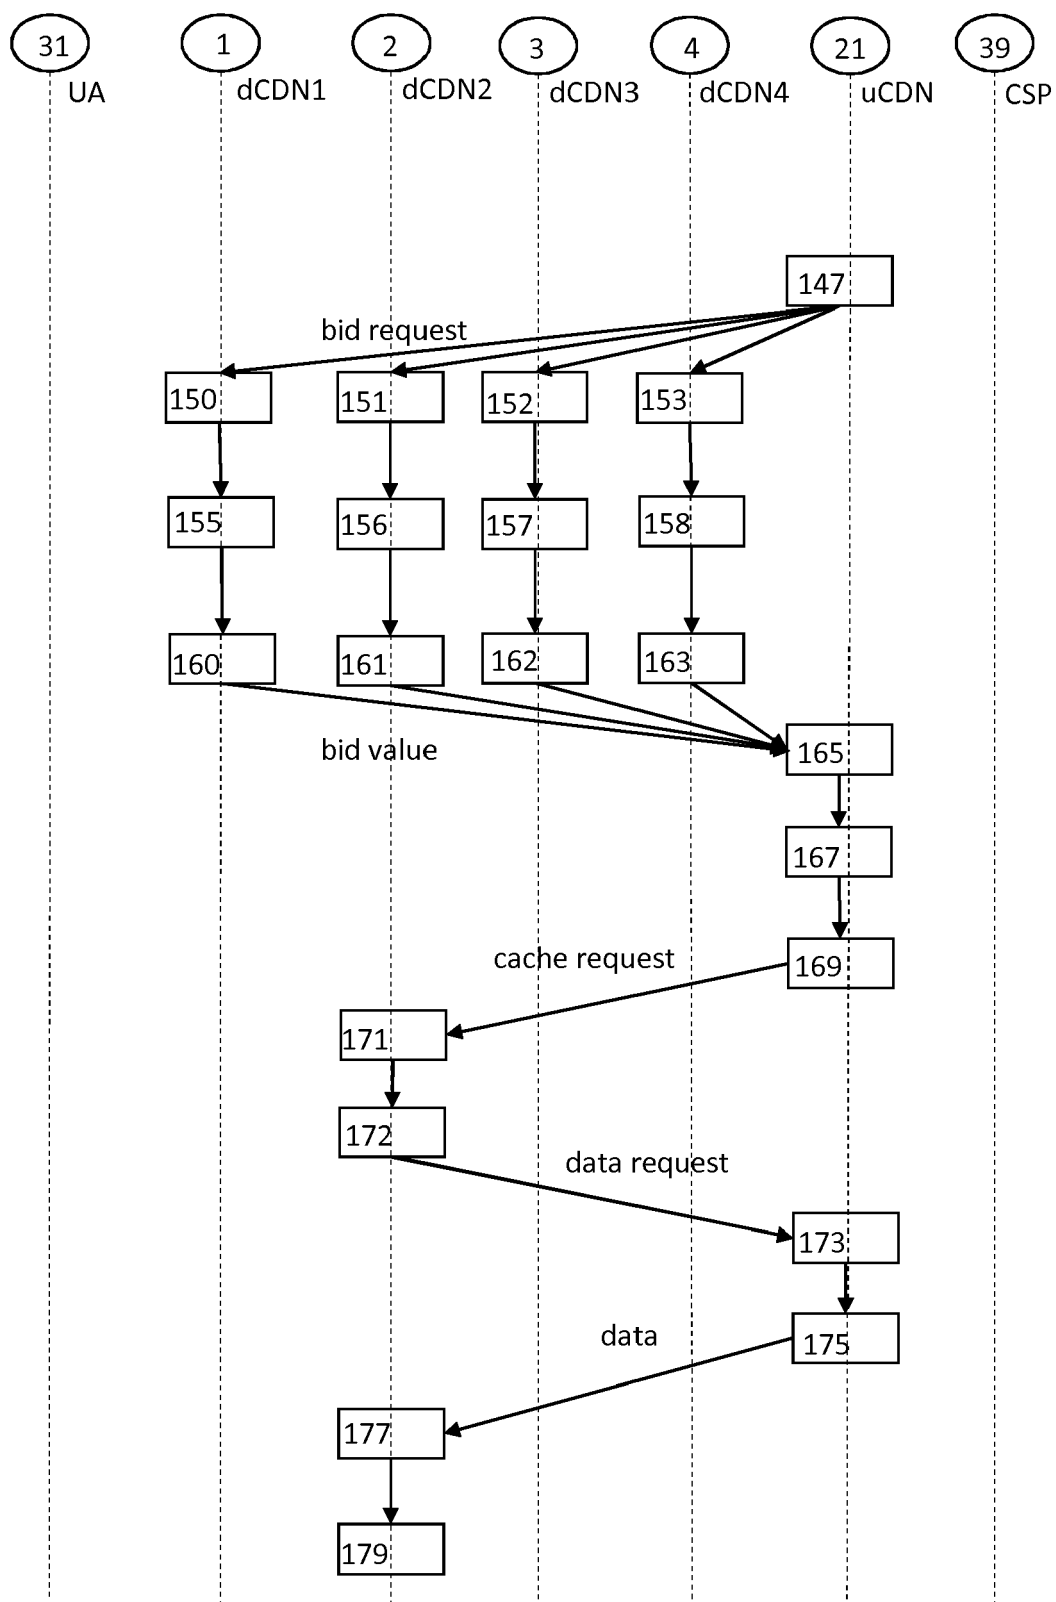 31 1 2 3 4 21 39
UA dCDN1 dCDN2 dCDN3 dCDN4 uCDN CSP
147
bid request
150 151 152 153
155 156 157 158
160 161 162 163
bid value
165
167
cache request
169
171
172
data request
173
data
175
177
179